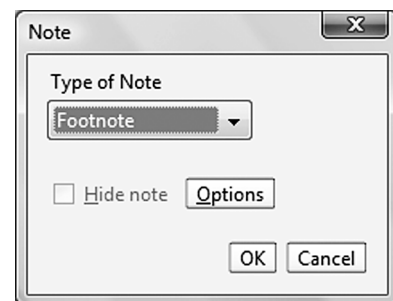 Note
Type of Note
Footnote
Hide note Options
OK Cancel